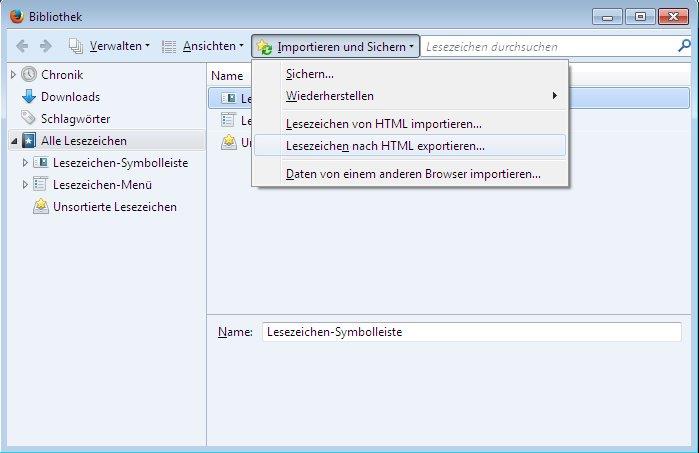 Bibliothek
Verwalten Ansichten Importieren und Sichern Lesezeichen durchsuchen
Chronik
Downloads
Schlagwörter
Alle Lesezeichen
Lesezeichen-Symbolleiste
Lesezeichen-Menü
Unsortierte Lesezeichen
Name
Le
Le
U
Sichern...
Wiederherstellen
Lesezeichen von HTML importieren...
Lesezeichen nach HTML exportieren...
Daten von einem anderen Browser importieren...
Name: Lesezeichen-Symbolleiste